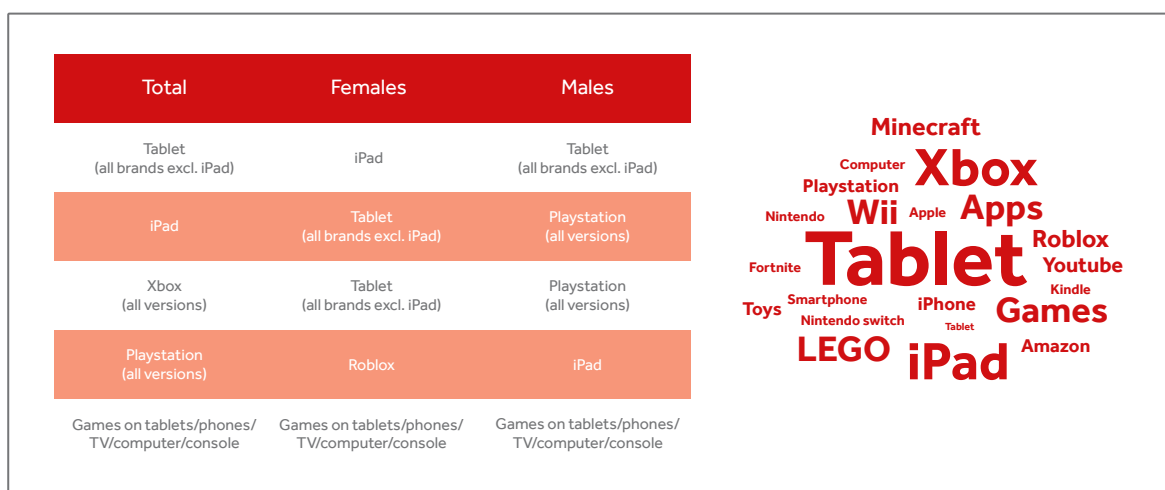 Total Females Males
Tablet
(all brands excl. iPad)
iPad
Tablet
(all brands excl. iPad)
iPad
Tablet
(all brands excl. iPad)
Playstation
(all versions)
Xbox
(all versions)
Tablet
(all brands excl. iPad)
Playstation
(all versions)
Playstation
(all versions)
Roblox
iPad
Games on tablets/phones/
TV/computer/console
Games on tablets/phones/
TV/computer/console
Games on tablets/phones/
TV/computer/console
Minecraft
Computer
Xbox
Playstation
Nintendo
Wii
Apple
Apps
Tablet
Roblox
Fortnite
Youtube
Kindle
Toys
Smartphone
iPhone
Games
Nintendo switch
Tablet
LEGO
iPad
Amazon